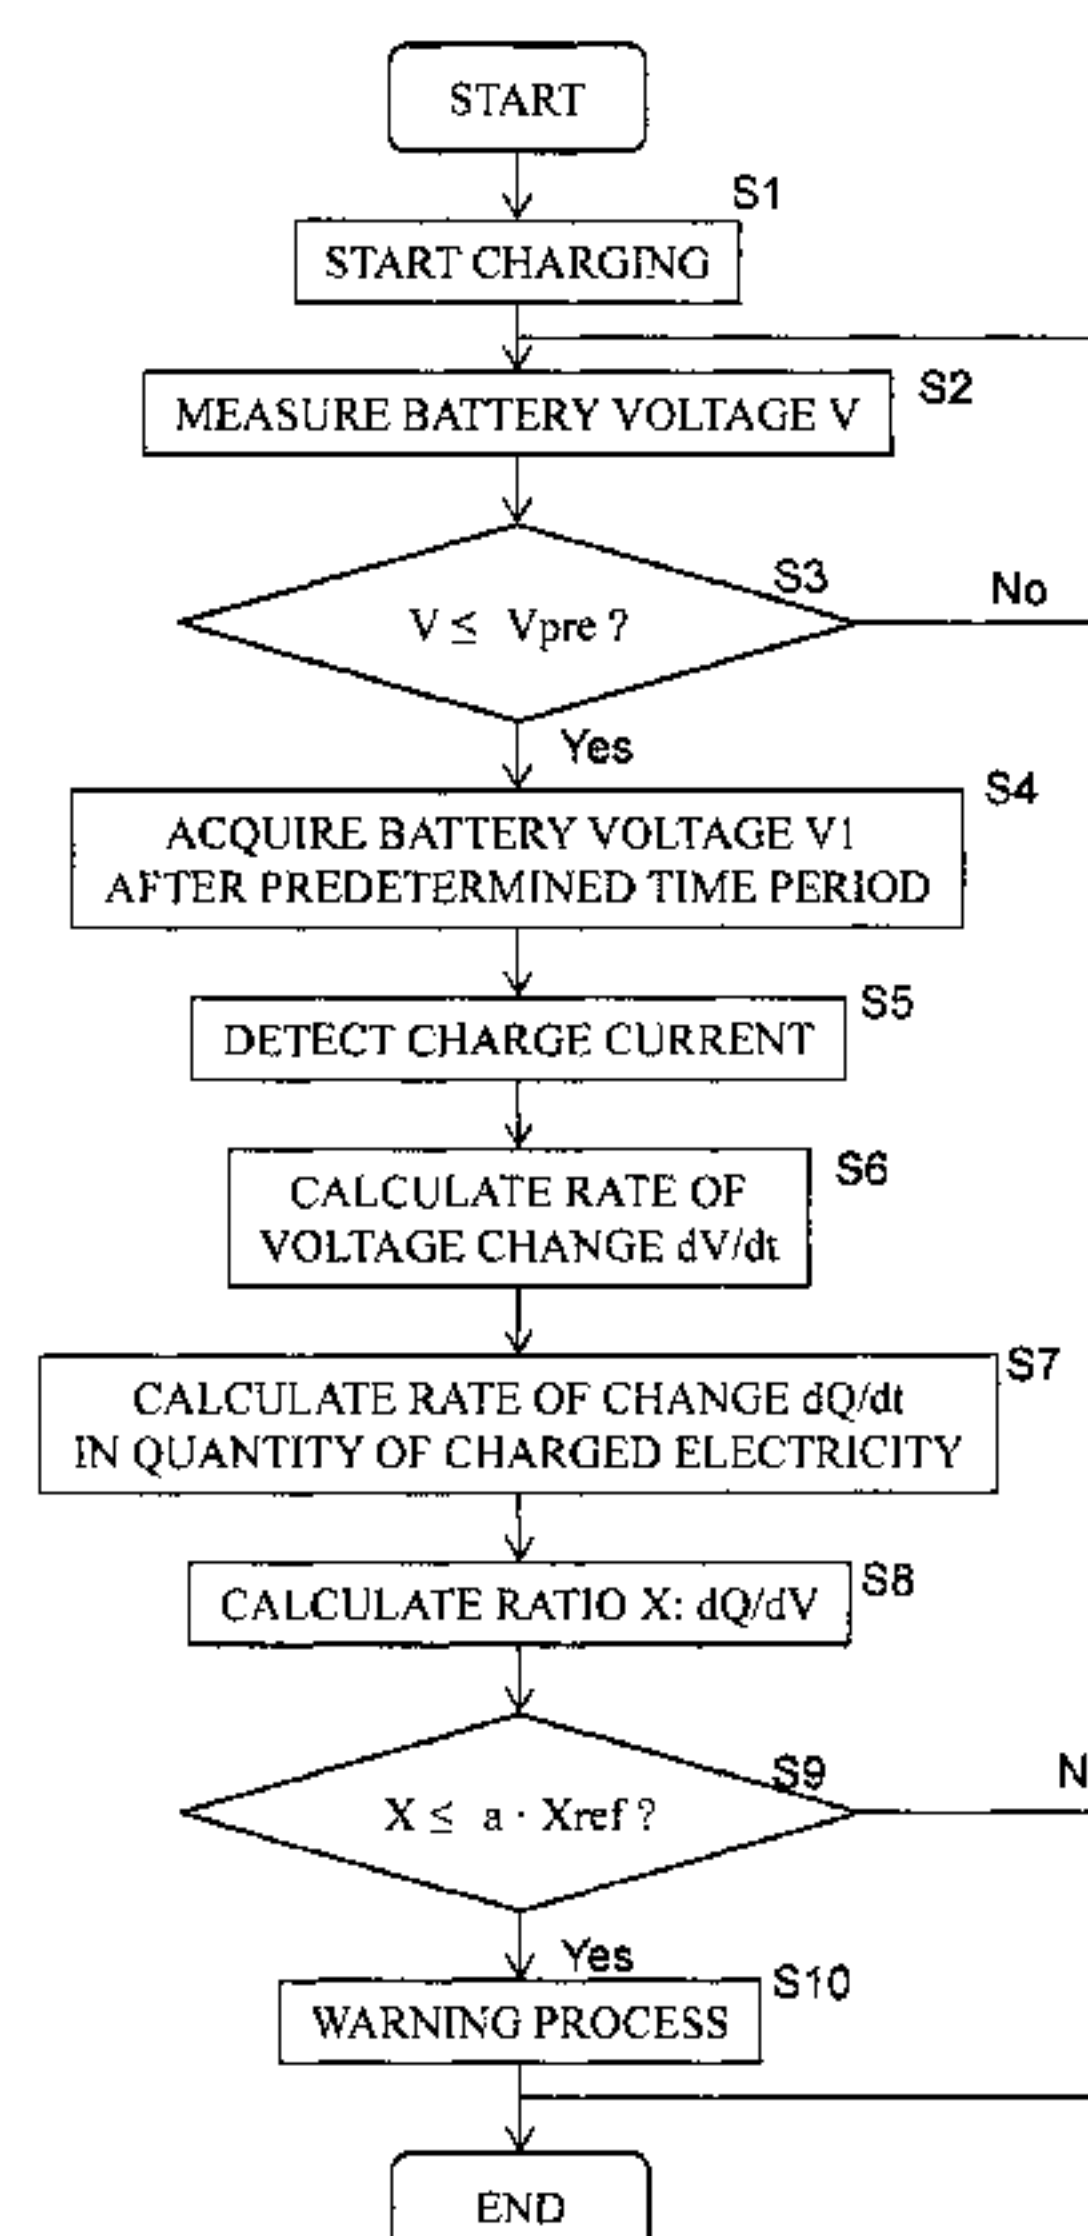 START
S1
START CHARGING
S2
MEASURE BATTERY VOLTAGE V
S3
No
V ≤ Vpre ?
Yes
S4
ACQUIRE BATTERY VOLTAGE V1
AFTER PREDETERMINED TIME PERIOD
S5
DETECT CHARGE CURRENT
S6
CALCULATE RATE OF
VOLTAGE CHANGE dV/dt
S7
CALCULATE RATE OF CHANGE dQ/dt
IN QUANTITY OF CHARGED ELECTRICITY
S8
CALCULATE RATIO X: dQ/dV
S9
N
X ≤ a · Xref ?
Yes
S10
WARNING PROCESS
END